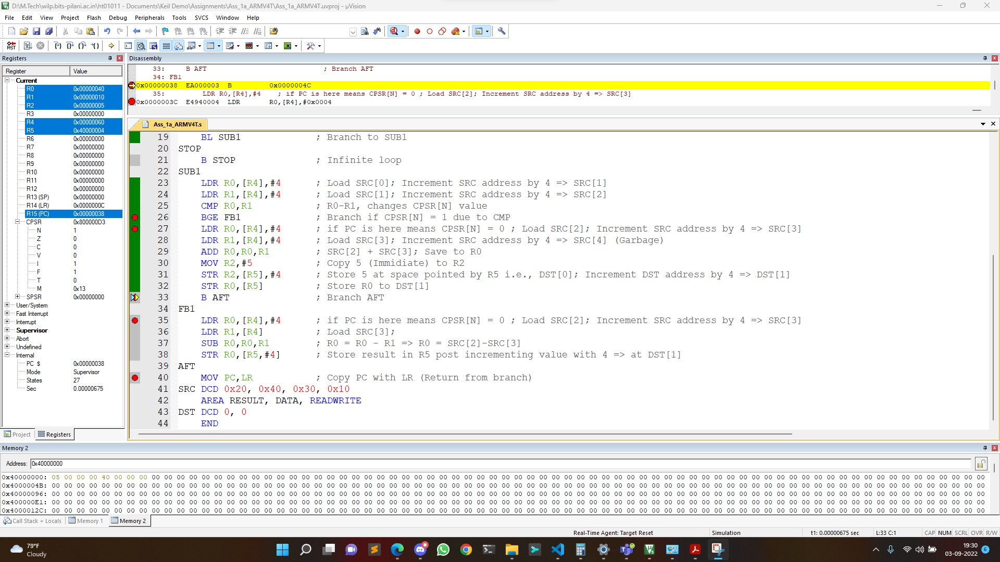 D:\M.Tech\wilp.bits-pilani.ac.in\ht01011 - Documents\Keil Demo\Assignments\Ass_1a_ARMV4T\Ass_1a_ARMV4T.uvproj - µVision
File Edit View Project Flash Debug Peripherals Tools SVCS Window Help
Registers
Register Value
Current
R0 0x00000040
R1 0x00000010
R2 0x00000005
R3 0x00000000
R4 0x00000060
R5 0x40000004
R6 0x00000000
R7 0x00000000
R8 0x00000000
R9 0x00000000
R10 0x00000000
R11 0x00000000
R12 0x00000000
R13 (SP) 0x00000000
R14 (LR) 0x0000000C
R15 (PC) 0x00000038
CPSR 0x800000D3
N 1
Z 0
C 0
V 0
I 1
F 1
T 0
M 0x13
SPSR 0x00000000
User/System
Fast Interrupt
Interrupt
Supervisor
Abort
Undefined
Internal
PC $ 0x00000038
Mode Supervisor
States 27
Sec 0.00000675
Project Registers
Disassembly
33: B AFT ; Branch AFT
34: FB1
0x00000038 EA000003 B 0x0000004C
35: LDR R0,[R4],#4 ; if PC is here means CPSR[N] = 0 ; Load SRC[2]; Increment SRC address by 4 => SRC[3]
0x0000003C E4940004 LDR R0,[R4],#0x0004
Ass_1a_ARMV4T.s
19 BL SUB1 ; Branch to SUB1
20 STOP
21 B STOP ; Infinite loop
22 SUB1
23 LDR R0,[R4],#4 ; Load SRC[0]; Increment SRC address by 4 => SRC[1]
24 LDR R1,[R4],#4 ; Load SRC[1]; Increment SRC address by 4 => SRC[2]
25 CMP R0,R1 ; R0-R1, changes CPSR[N] value
26 BGE FB1 ; Branch if CPSR[N] = 1 due to CMP
27 LDR R0,[R4],#4 ; if PC is here means CPSR[N] = 0 ; Load SRC[2]; Increment SRC address by 4 => SRC[3]
28 LDR R1,[R4],#4 ; Load SRC[3]; Increment SRC address by 4 => SRC[4] (Garbage)
29 ADD R0,R0,R1 ; SRC[2] + SRC[3]; Save to R0
30 MOV R2,#5 ; Copy 5 (Immidiate) to R2
31 STR R2,[R5],#4 ; Store 5 at space pointed by R5 i.e., DST[0]; Increment DST address by 4 => DST[1]
32 STR R0,[R5] ; Store R0 to DST[1]
33 B AFT ; Branch AFT
34 FB1
35 LDR R0,[R4],#4 ; if PC is here means CPSR[N] = 0 ; Load SRC[2]; Increment SRC address by 4 => SRC[3]
36 LDR R1,[R4] ; Load SRC[3];
37 SUB R0,R0,R1 ; R0 = R0 - R1 => R0 = SRC[2]-SRC[3]
38 STR R0,[R5,#4] ; Store result in R5 post incrementing value with 4 => at DST[1]
39 AFT
40 MOV PC,LR ; Copy PC with LR (Return from branch)
41 SRC DCD 0x20, 0x40, 0x30, 0x10
42 AREA RESULT, DATA, READWRITE
43 DST DCD 0, 0
44 END
Memory 2
Address: 0x40000000
0x40000000: 05 00 00 00 40 00 00 00 00 00 00 00 00 00 00 00 00 00 00 00 00 00 00 00 00 00 00 00 00 00 00 00 00 00 00 00 00 00 00 00 00 00 00 00 00 00 00 00 00 00 00 00 00 00 00 00 00 00 00 00 00 00 00 00 00 00 00 00 00 00 00 00 00 00 00
0x4000004B: 00 00 00 00 00 00 00 00 00 00 00 00 00 00 00 00 00 00 00 00 00 00 00 00 00 00 00 00 00 00 00 00 00 00 00 00 00 00 00 00 00 00 00 00 00 00 00 00 00 00 00 00 00 00 00 00 00 00 00 00 00 00 00 00 00 00 00 00 00 00 00 00 00 00 00
0x40000096: 00 00 00 00 00 00 00 00 00 00 00 00 00 00 00 00 00 00 00 00 00 00 00 00 00 00 00 00 00 00 00 00 00 00 00 00 00 00 00 00 00 00 00 00 00 00 00 00 00 00 00 00 00 00 00 00 00 00 00 00 00 00 00 00 00 00 00 00 00 00 00 00 00 00 00
0x400000E1: 00 00 00 00 00 00 00 00 00 00 00 00 00 00 00 00 00 00 00 00 00 00 00 00 00 00 00 00 00 00 00 00 00 00 00 00 00 00 00 00 00 00 00 00 00 00 00 00 00 00 00 00 00 00 00 00 00 00 00 00 00 00 00 00 00 00 00 00 00 00 00 00 00 00 00
0x4000012C: 00 00 00 00 00 00 00 00 00 00 00 00 00 00 00 00 00 00 00 00 00 00 00 00 00 00 00 00 00 00 00 00 00 00 00 00 00 00 00 00 00 00 00 00 00 00 00 00 00 00 00 00 00 00 00 00 00 00 00 00 00 00 00 00 00 00 00 00 00 00 00 00 00 00 00
Call Stack + Locals Memory 1 Memory 2
Real-Time Agent: Target Reset Simulation t1: 0.00000675 sec L:33 C:1 CAP NUM SCRL OVR R/W
79°F
Cloudy
19:30
03-09-2022
6